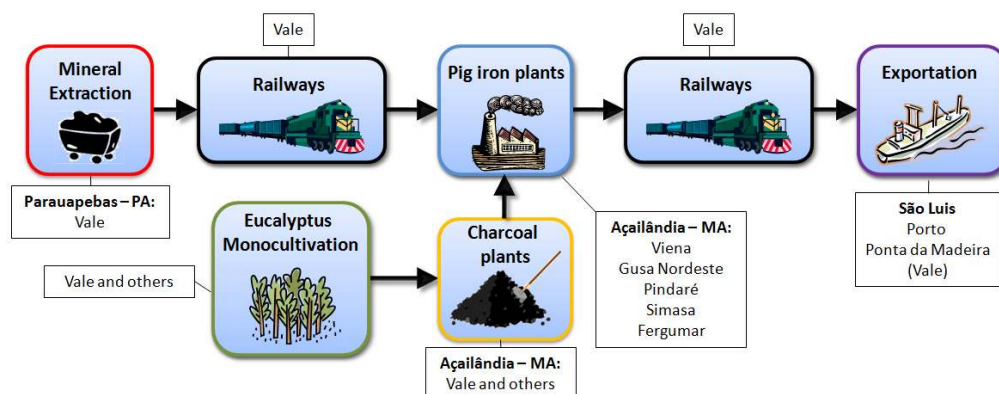 Vale
Vale
Mineral
Extraction
Railways
Pig iron plants
Railways
Exportation
Parauapebas – PA:
Vale
Eucalyptus
Monocultivation
Charcoal
plants
Açailândia – MA:
Viena
Gusa Nordeste
Pindaré
Simasa
Fergumar
São Luis
Porto
Ponta da Madeira
(Vale)
Vale and others
Açailândia – MA:
Vale and others